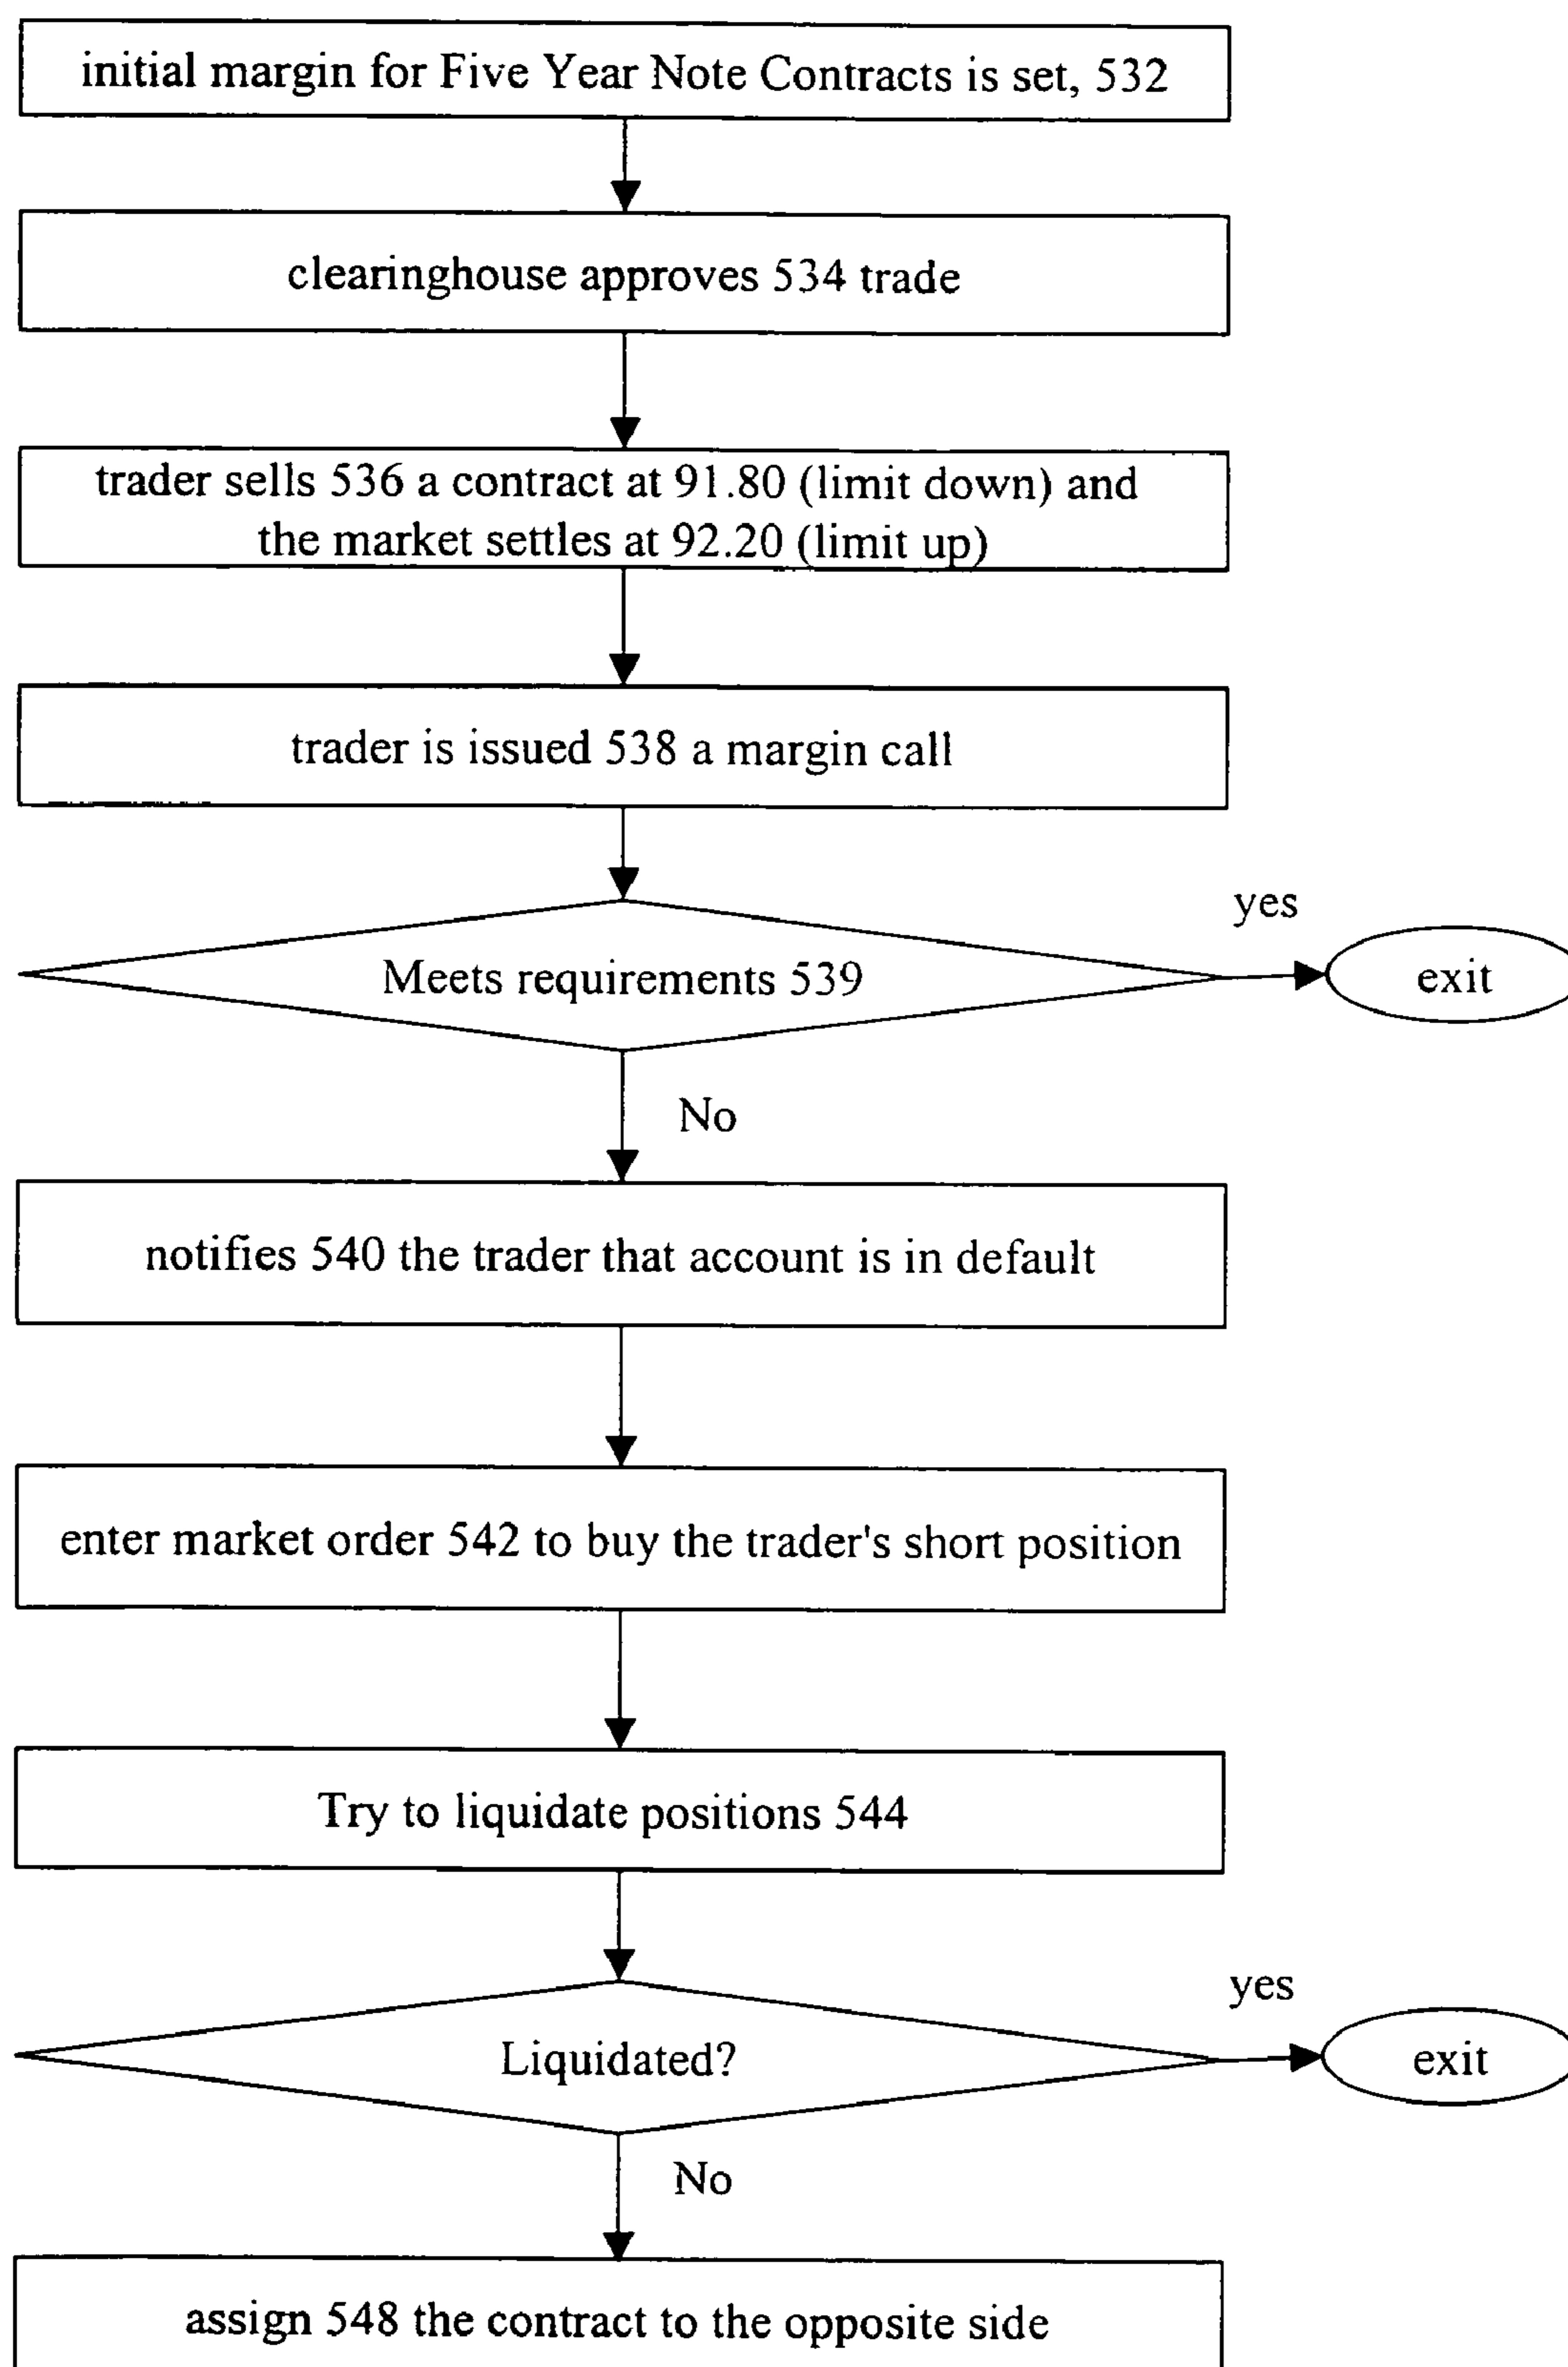 initial margin for Five Year Note Contracts is set, 532
clearinghouse approves 534 trade
trader sells 536 a contract at 91.80 (limit down) and
the market settles at 92.20 (limit up)
trader is issued 538 a margin call
yes
Meets requirements 539
exit
No
notifies 540 the trader that account is in default
enter market order 542 to buy the trader's short position
Try to liquidate positions 544
yes
Liquidated?
exit
No
assign 548 the contract to the opposite side